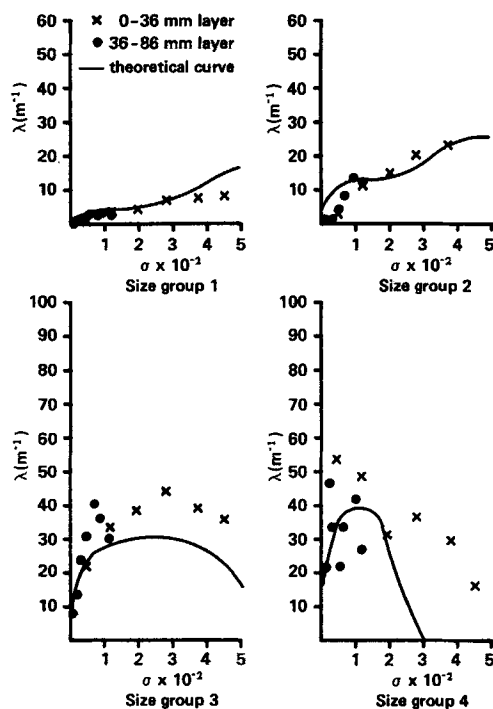 × 0-36 mm layer
● 36-86 mm layer
— theoretical curve
λ(m⁻¹)
60
50
40
30
20
10
0 1 2 3 4 5
σ x 10⁻²
Size group 1
λ(m⁻¹)
60
50
40
30
20
10
0 1 2 3 4 5
σ x 10⁻²
Size group 2
λ(m⁻¹)
100
90
80
70
60
50
40
30
20
10
0 1 2 3 4 5
σ x 10⁻²
Size group 3
λ(m⁻¹)
100
90
80
70
60
50
40
30
20
10
0 1 2 3 4 5
σ x 10⁻²
Size group 4